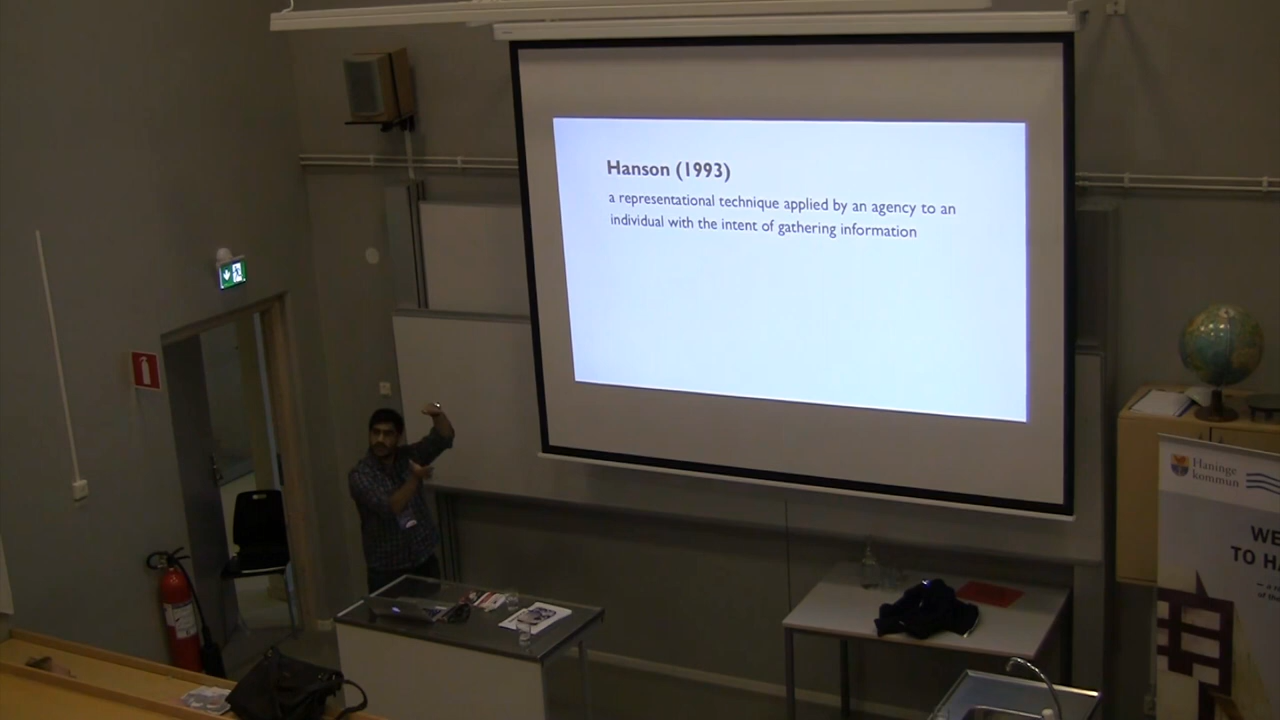 Hanson (1993)
a representational technique applied by an agency to an
individual with the intent of gathering information
Haninge
kommun
WE
TO HA